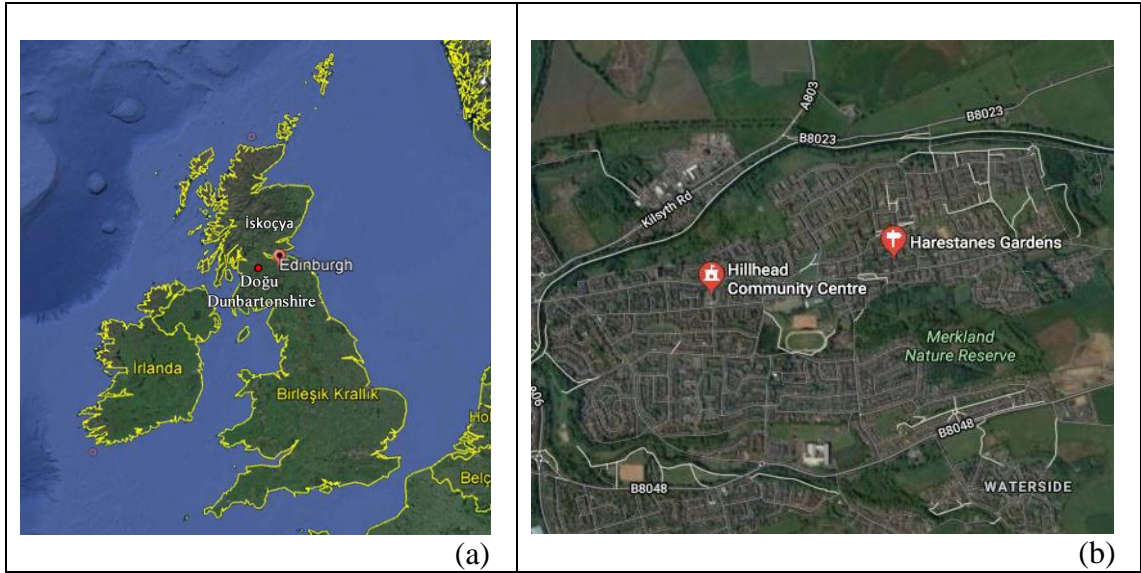 İskoçya
Edinburgh
Doğu
Dunbartonshire
İrlanda
Birleşik Krallık
Belç
(a)
A803
B8023
B8023
Kilsyth Rd
Harestanes Gardens
Hillhead
Community Centre
Merkland
Nature Reserve
B8048
B8048
WATERSIDE
(b)